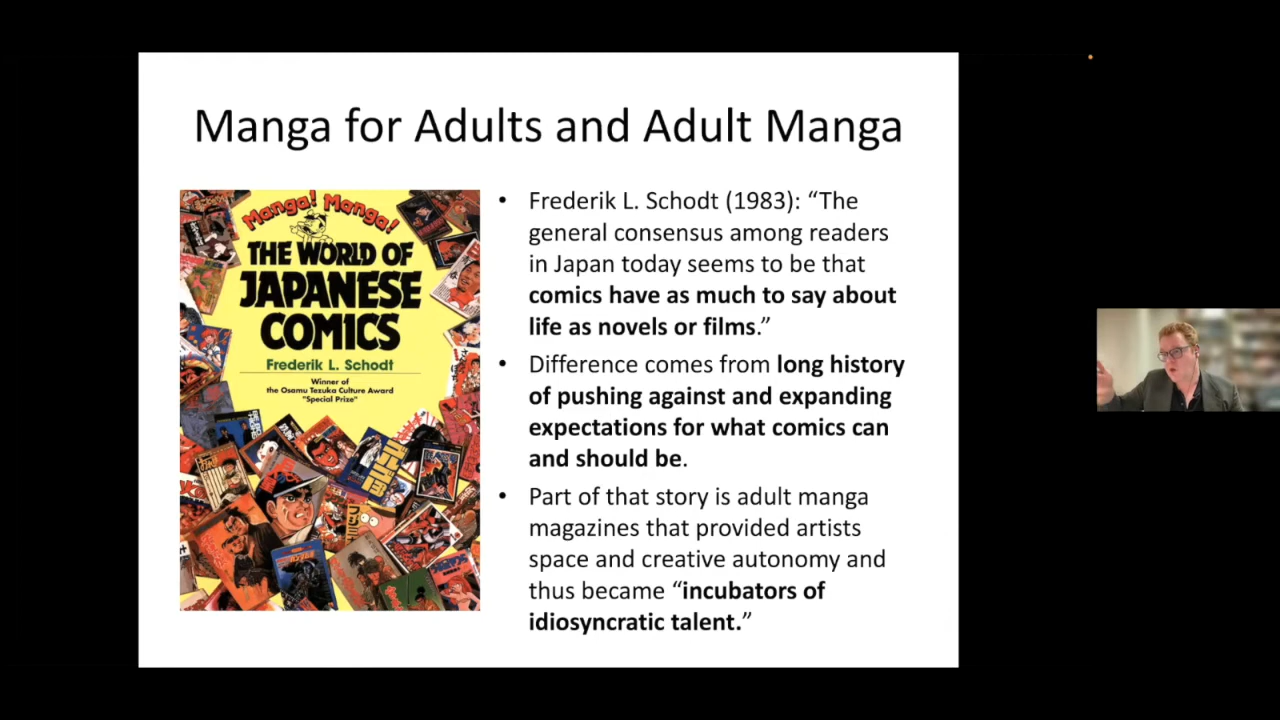 Manga for Adults and Adult Manga
Manga! Manga!
THE WORLD OF
JAPANESE
COMICS
Frederik L. Schodt
Winner of
the Osamu Tezuka Culture Award
"Special Prize"
• Frederik L. Schodt (1983): “The
general consensus among readers
in Japan today seems to be that
comics have as much to say about
life as novels or films.”
• Difference comes from long history
of pushing against and expanding
expectations for what comics can
and should be.
• Part of that story is adult manga
magazines that provided artists
space and creative autonomy and
thus became “incubators of
idiosyncratic talent.”